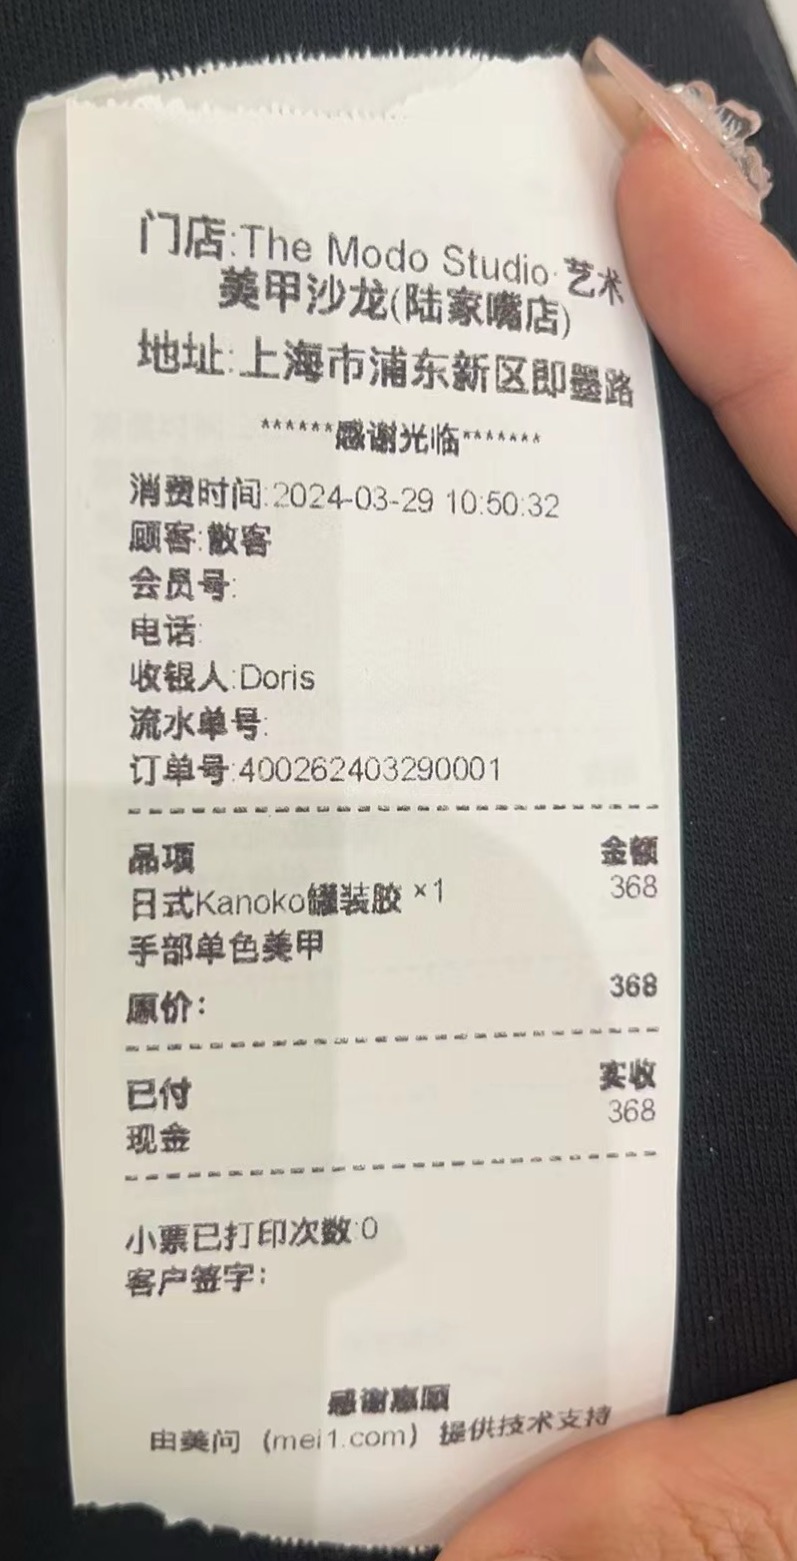 门店:The Modo Studio·艺术
美甲沙龙(陆家嘴店)
地址:上海市浦东新区即墨路
******感谢光临*******
消费时间:2024-03-29 10:50:32
顾客:散客
会员号:
电话:
收银人:Doris
流水单号:
订单号:400262403290001
品项 金额
日式Kanoko罐装胶 ×1 368
手部单色美甲
原价: 368
已付 实收
现金 368
小票已打印次数:0
客户签字:
感谢惠顾
由美问（mei1.com）提供技术支持